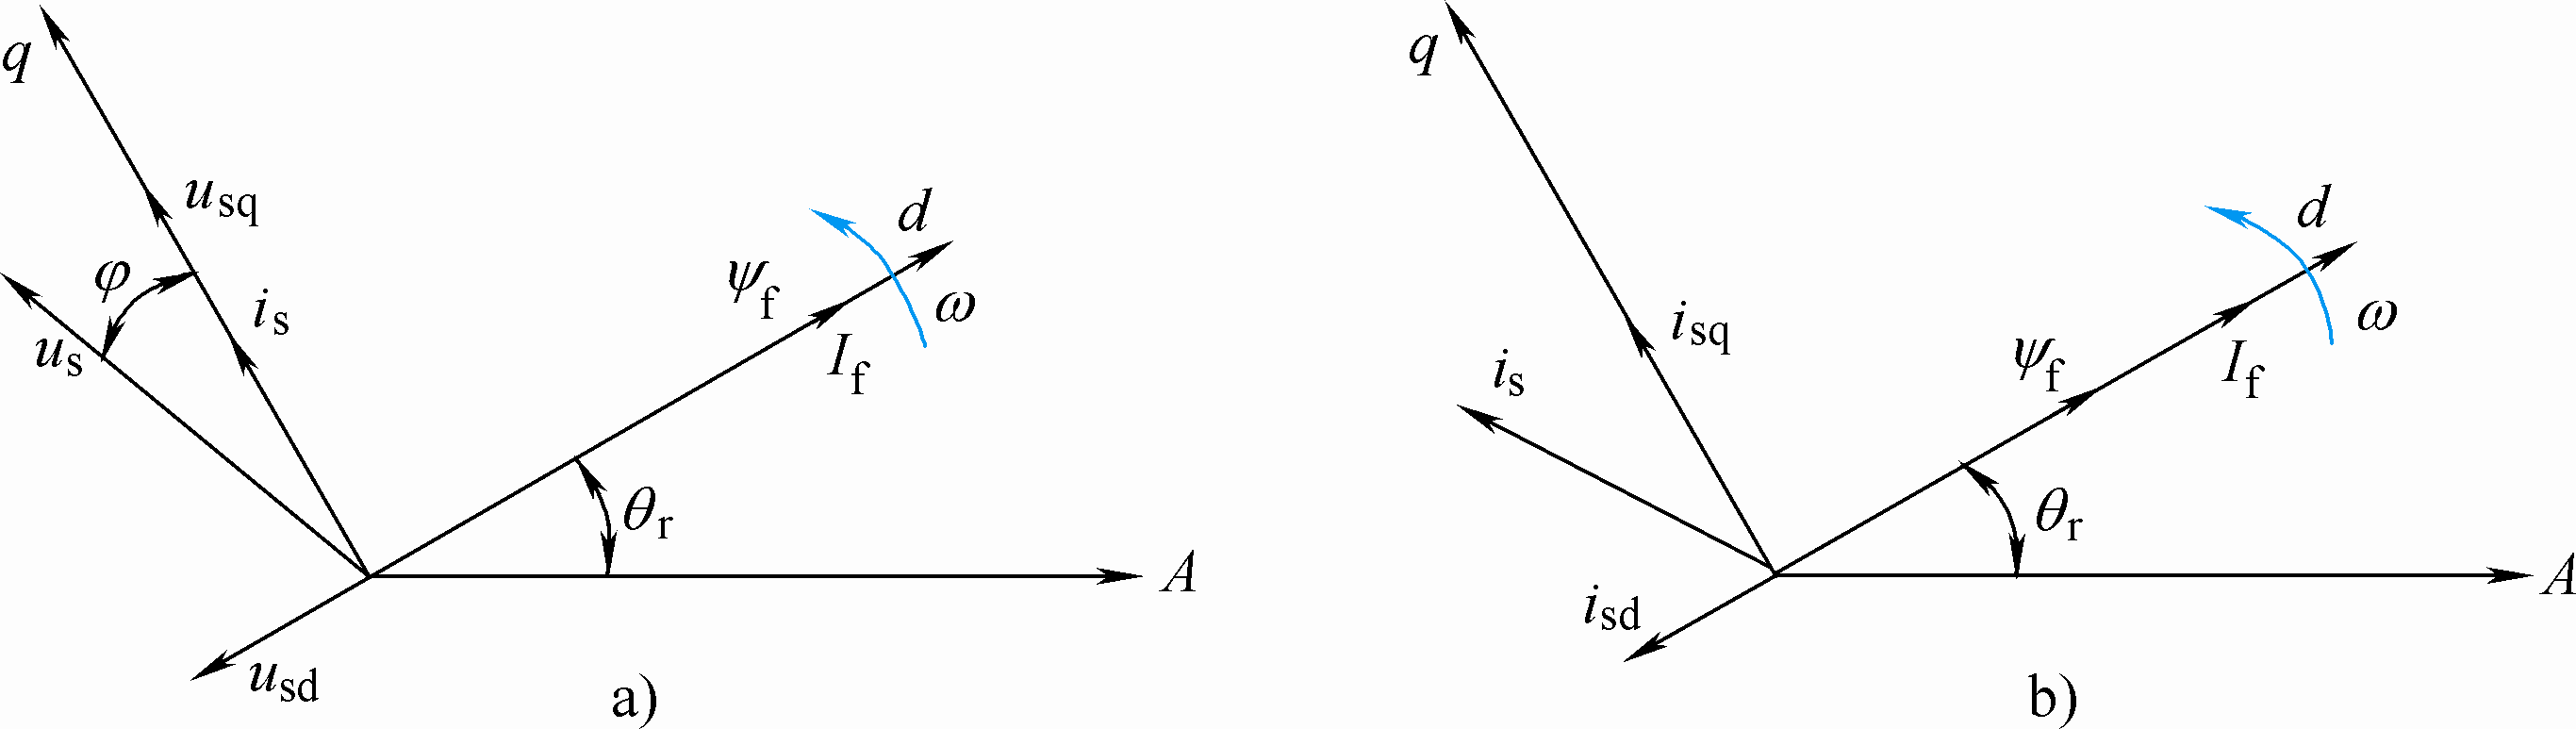 q
u_sq
φ
i_s
u_s
ψ_f
I_f
d
ω
θ_r
A
u_sd
a)
q
i_sq
i_s
ψ_f
I_f
d
ω
θ_r
A
i_sd
b)